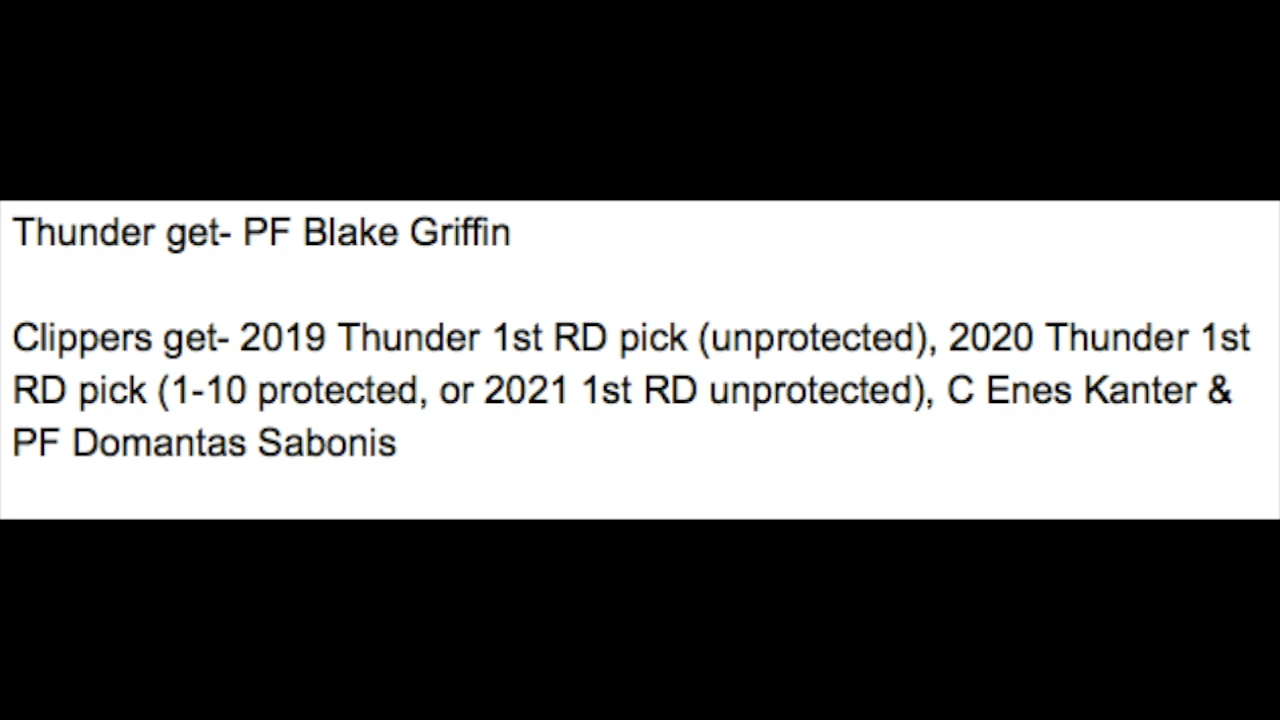 Thunder get- PF Blake Griffin
Clippers get- 2019 Thunder 1st RD pick (unprotected), 2020 Thunder 1st
RD pick (1-10 protected, or 2021 1st RD unprotected), C Enes Kanter &
PF Domantas Sabonis